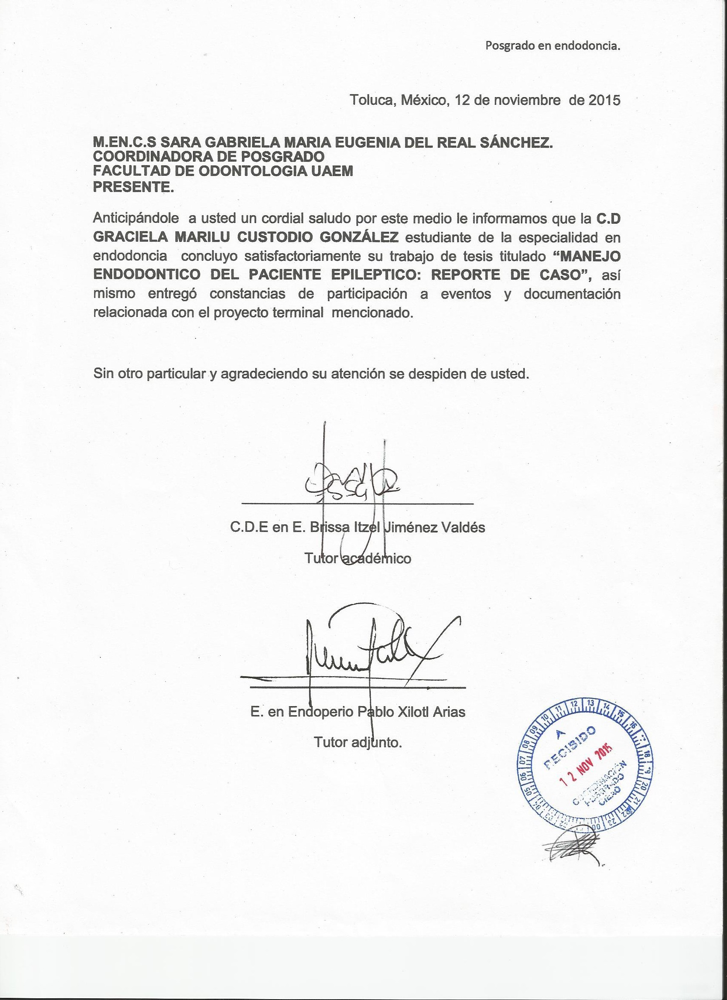 Posgrado en endodoncia.
Toluca, México, 12 de noviembre de 2015
M.EN.C.S SARA GABRIELA MARIA EUGENIA DEL REAL SÁNCHEZ.
COORDINADORA DE POSGRADO
FACULTAD DE ODONTOLOGIA UAEM
PRESENTE.
Anticipándole a usted un cordial saludo por este medio le informamos que la C.D
GRACIELA MARILU CUSTODIO GONZÁLEZ estudiante de la especialidad en
endodoncia concluyo satisfactoriamente su trabajo de tesis titulado “MANEJO
ENDODONTICO DEL PACIENTE EPILEPTICO: REPORTE DE CASO”, así
mismo entregó constancias de participación a eventos y documentación
relacionada con el proyecto terminal mencionado.
Sin otro particular y agradeciendo su atención se despiden de usted.
C.D.E en E. Brissa Itzel Jiménez Valdés
Tutor académico
E. en Endoperio Pablo Xilotl Arias
Tutor adjunto.
05 06 07 08 09 10 11 12 13 14 15 16 18 20 21 22 23 00
A
RECIBIDO
12 NOV 2015